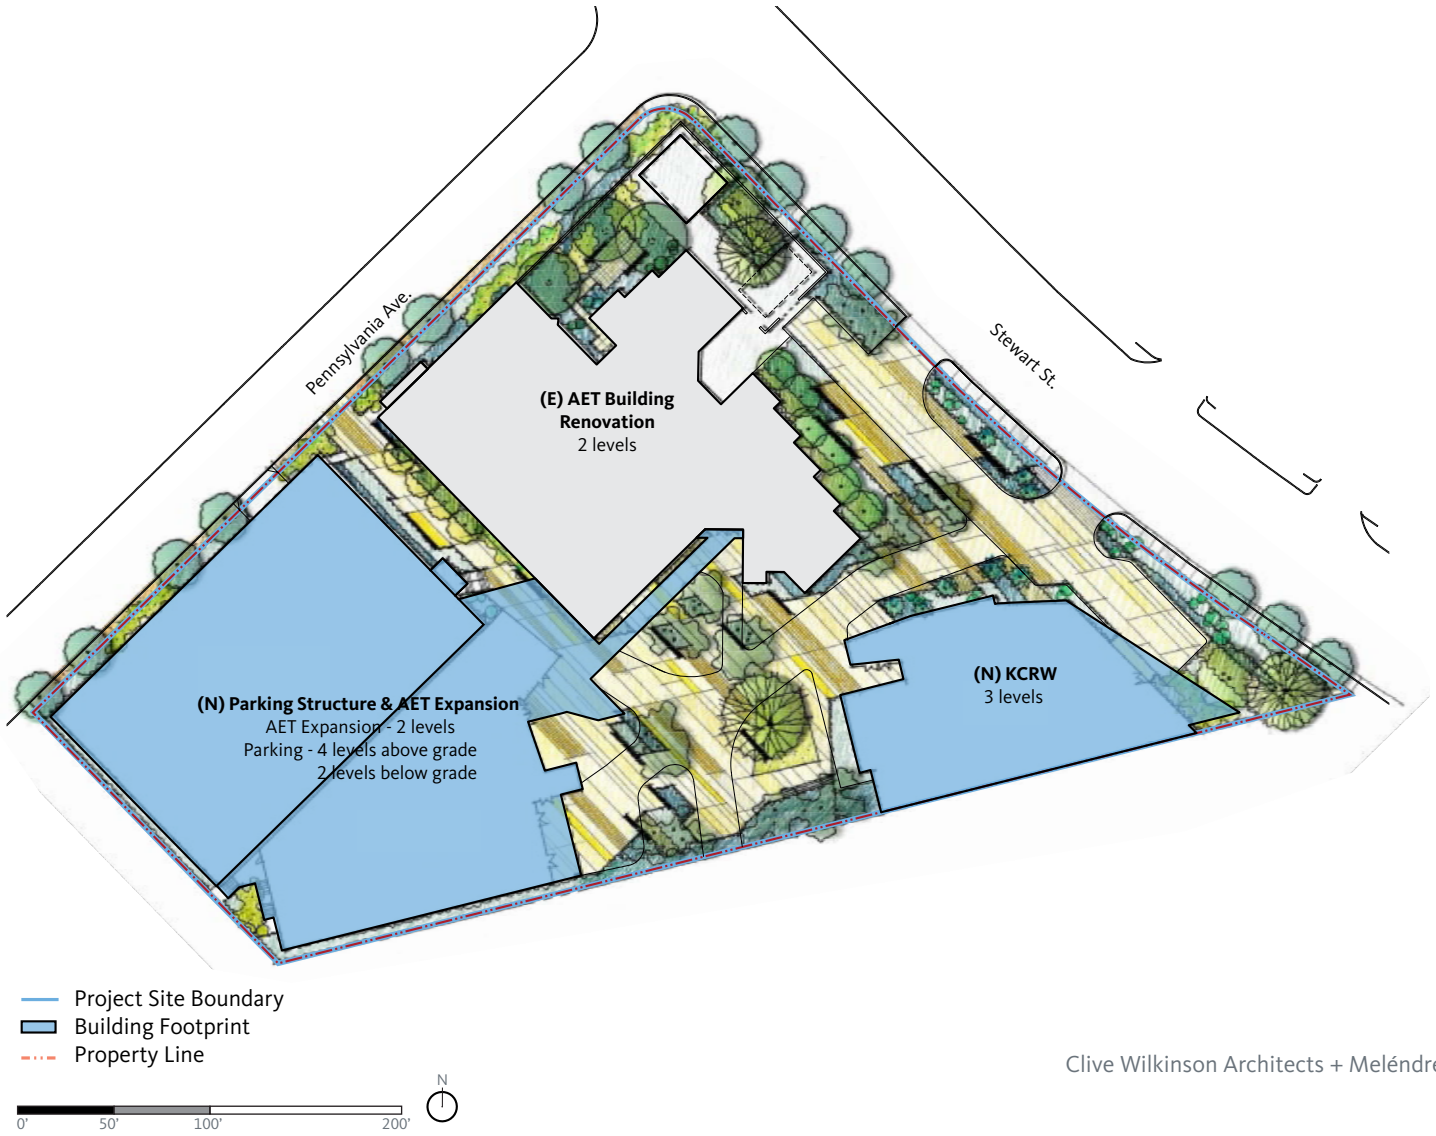 Pennsylvania Ave.
Stewart St.
(E) AET Building
Renovation
2 levels
(N) KCRW
3 levels
(N) Parking Structure & AET Expansion
AET Expansion - 2 levels
Parking - 4 levels above grade
2 levels below grade
Project Site Boundary
Building Footprint
Property Line
Clive Wilkinson Architects + Meléndre
N
0' 50' 100' 200'